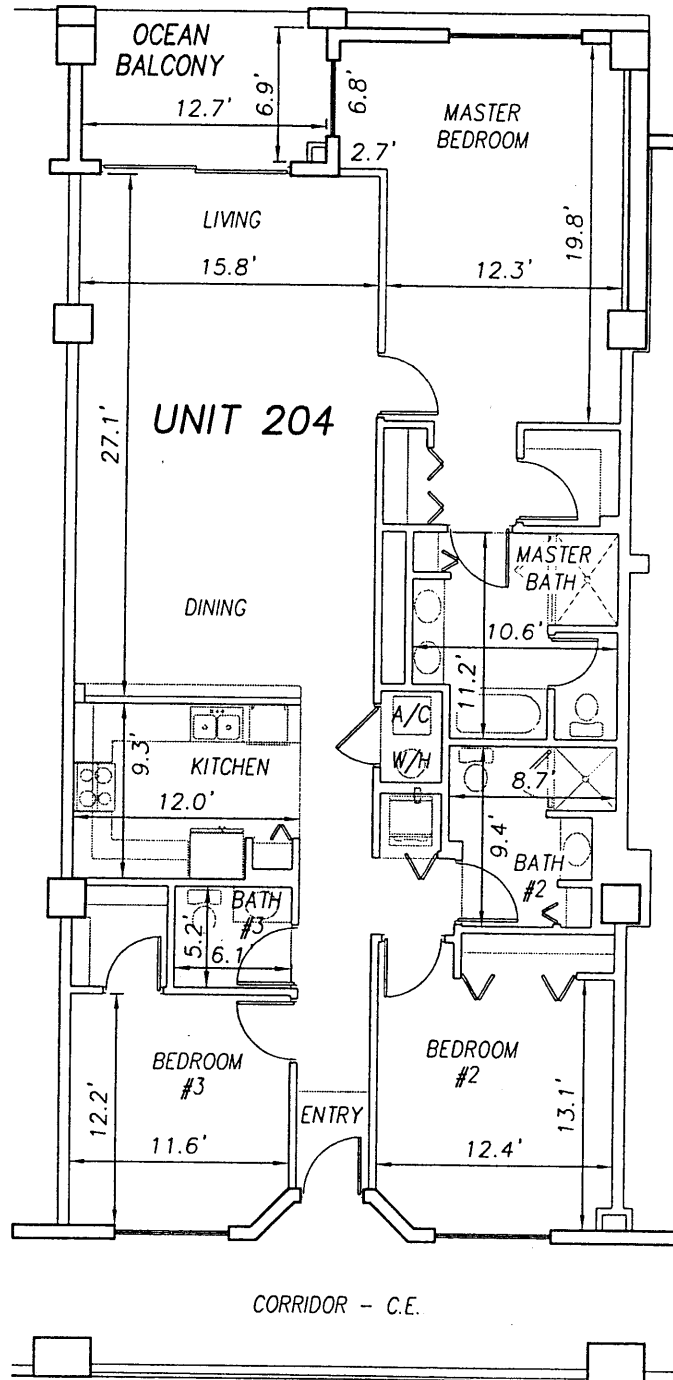 OCEAN
BALCONY
12.7'
6.9'
6.8'
2.7'
MASTER
BEDROOM
19.8'
12.3'
LIVING
15.8'
27.1'
UNIT 204
DINING
MASTER
BATH
10.6'
11.2'
A/C
W/H
9.3'
KITCHEN
12.0'
8.7'
9.4'
BATH
#2
BATH
#3
5.2'
6.1'
BEDROOM
#3
12.2'
11.6'
ENTRY
BEDROOM
#2
13.1'
12.4'
CORRIDOR - C.E.